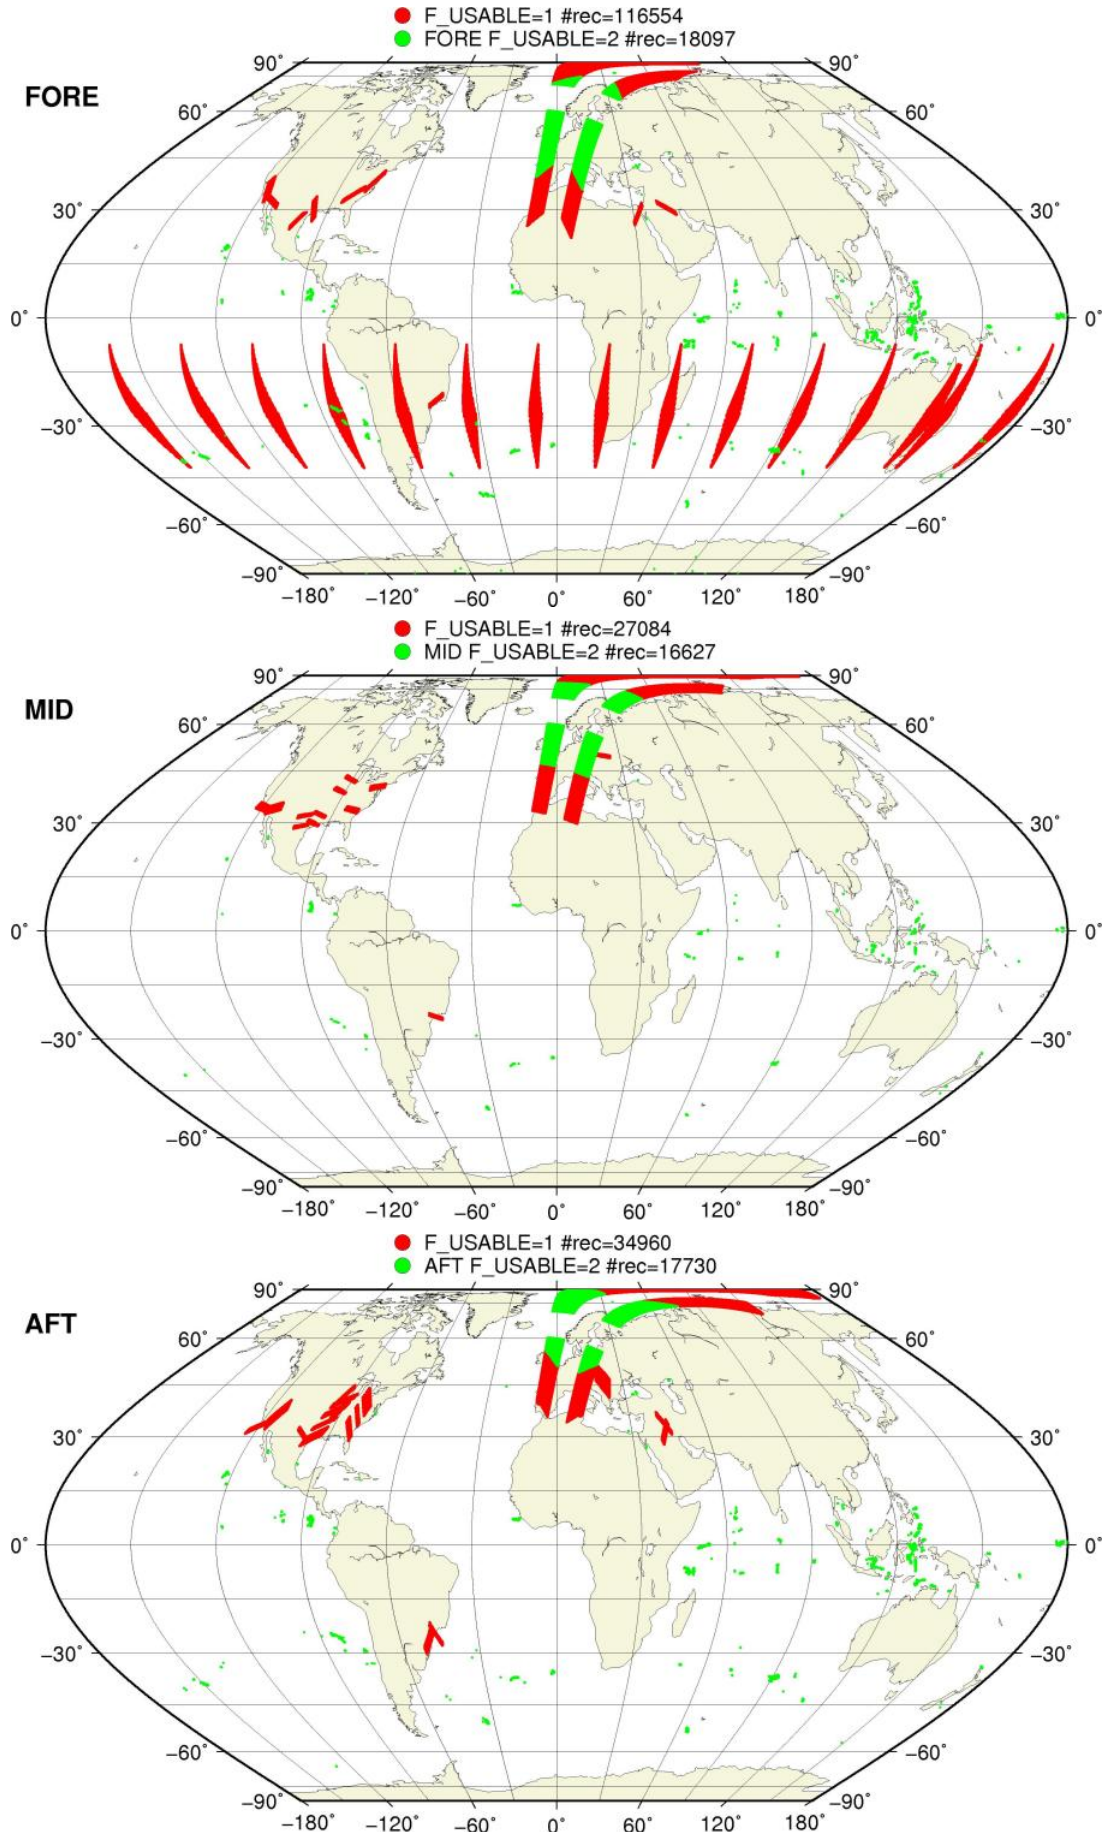 F_USABLE=1 #rec=116554
FORE F_USABLE=2 #rec=18097
FORE
90° 90°
60° 60°
30° 30°
0° 0°
−30° −30°
−60° −60°
−90° −90°
−180° −120° −60° 0° 60° 120° 180°
F_USABLE=1 #rec=27084
MID F_USABLE=2 #rec=16627
MID
90° 90°
60° 60°
30° 30°
0° 0°
−30° −30°
−60° −60°
−90° −90°
−180° −120° −60° 0° 60° 120° 180°
F_USABLE=1 #rec=34960
AFT F_USABLE=2 #rec=17730
AFT
90° 90°
60° 60°
30° 30°
0° 0°
−30° −30°
−60° −60°
−90° −90°
−180° −120° −60° 0° 60° 120° 180°